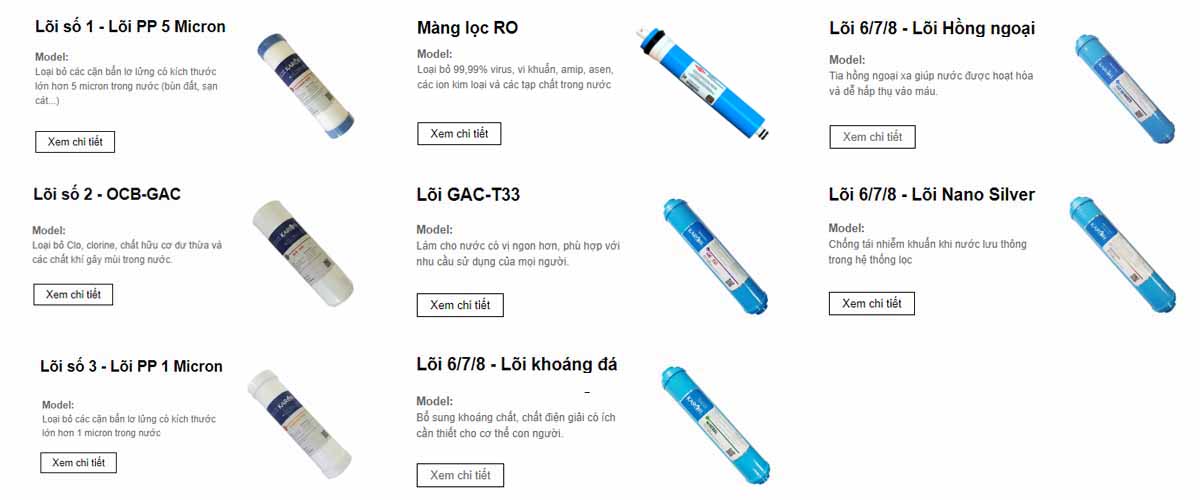 Lõi số 1 - Lõi PP 5 Micron
Model:
Loại bỏ các cặn bẩn lơ lửng có kích thước
lớn hơn 5 micron trong nước (bùn đất, sạn
cát...)
Xem chi tiết
Màng lọc RO
Model:
Loại bỏ 99,99% virus, vi khuẩn, amip, asen,
các ion kim loại và các tạp chất trong nước
Xem chi tiết
Lõi 6/7/8 - Lõi Hồng ngoại
Model:
Tia hồng ngoại xa giúp nước được hoạt hóa
và dễ hấp thụ vào máu.
Xem chi tiết
Lõi số 2 - OCB-GAC
Model:
Loại bỏ Clo, clorine, chất hữu cơ dư thừa và
các chất khí gây mùi trong nước.
Xem chi tiết
Lõi GAC-T33
Model:
Làm cho nước có vị ngon hơn, phù hợp với
nhu cầu sử dụng của mọi người.
Xem chi tiết
Lõi 6/7/8 - Lõi Nano Silver
Model:
Chống tái nhiễm khuẩn khi nước lưu thông
trong hệ thống lọc
Xem chi tiết
Lõi số 3 - Lõi PP 1 Micron
Model:
Loại bỏ các cặn bẩn lơ lửng có kích thước
lớn hơn 1 micron trong nước
Xem chi tiết
Lõi 6/7/8 - Lõi khoáng đá
Model:
Bổ sung khoáng chất, chất điện giải có ích
cần thiết cho cơ thể con người.
Xem chi tiết